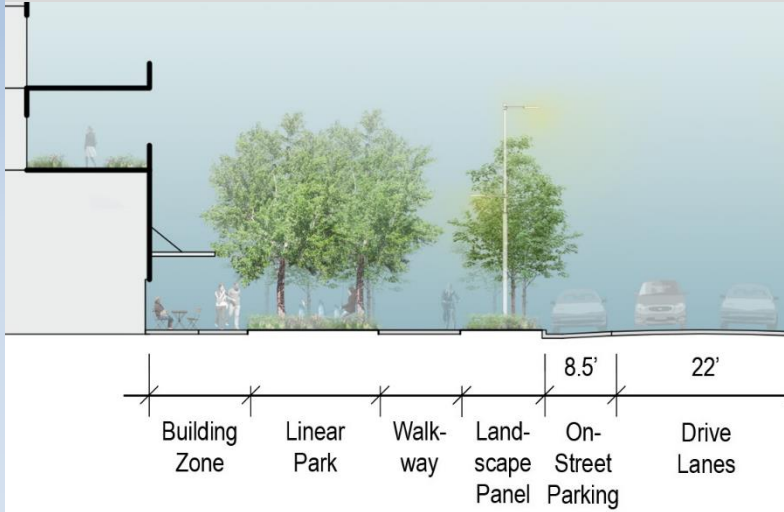 8.5’ 22’
Building Linear Walk- Land- On- Drive
Zone Park way scape Street Lanes
Panel Parking